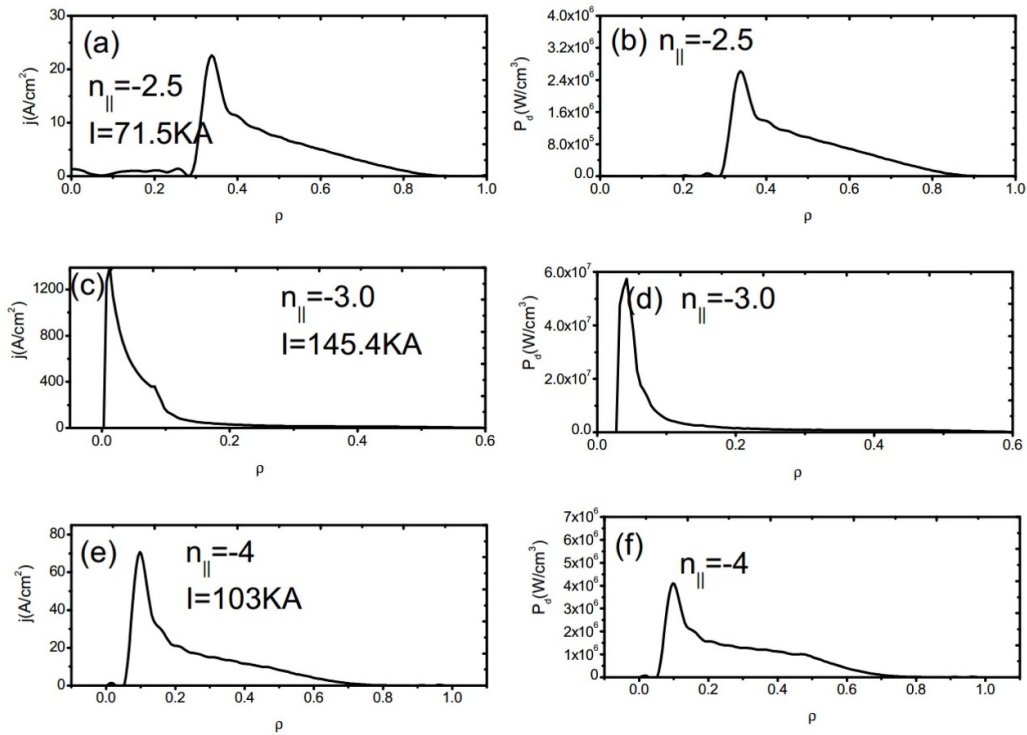 (a)
n||=-2.5
I=71.5KA
j(A/cm²)
30
20
10
0
0.0 0.2 0.4 0.6 0.8 1.0
ρ
(b) n||=-2.5
P_d(W/cm³)
4.0x10⁶
3.2x10⁶
2.4x10⁶
1.6x10⁶
8.0x10⁵
0.0
0.0 0.2 0.4 0.6 0.8 1.0
ρ
(c)
n||=-3.0
I=145.4KA
j(A/cm²)
1200
800
400
0
0.0 0.2 0.4 0.6
ρ
(d) n||=-3.0
P_d(W/cm³)
6.0x10⁷
4.0x10⁷
2.0x10⁷
0.0
0.0 0.2 0.4 0.6
ρ
(e)
n||=-4
I=103KA
j(A/cm²)
80
60
40
20
0
0.0 0.2 0.4 0.6 0.8 1.0
ρ
(f)
n||=-4
P_d(W/cm³)
7x10⁶
6x10⁶
5x10⁶
4x10⁶
3x10⁶
2x10⁶
1x10⁶
0
0.0 0.2 0.4 0.6 0.8 1.0
ρ